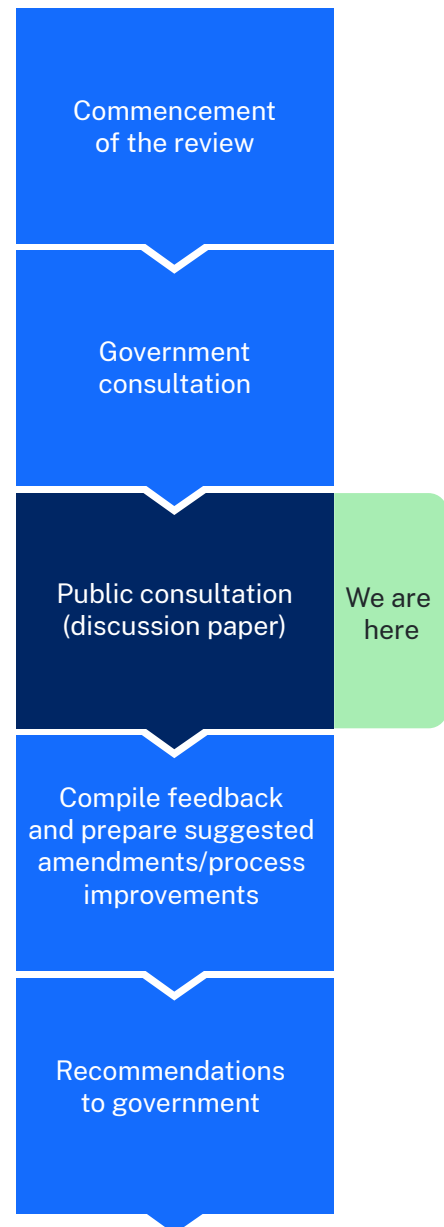 Commencement
of the review
Government
consultation
Public consultation
(discussion paper)
We are
here
Compile feedback
and prepare suggested
amendments/process
improvements
Recommendations
to government